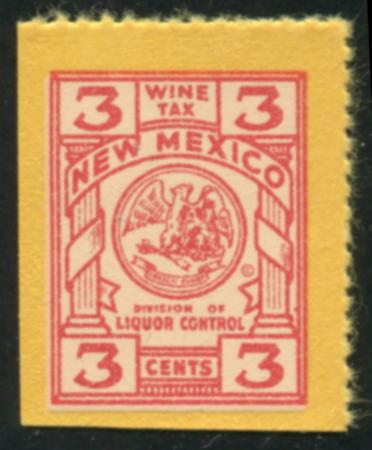 3 WINE 3
TAX
NEW MEXICO
©
DIVISION OF
LIQUOR CONTROL
3 CENTS 3